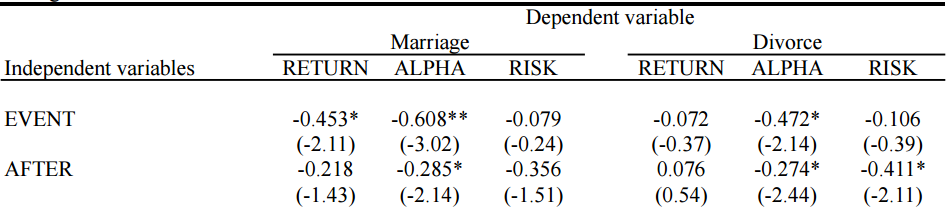 Dependent variable
Marriage Divorce
Independent variables RETURN ALPHA RISK RETURN ALPHA RISK
EVENT -0.453* -0.608** -0.079 -0.072 -0.472* -0.106
(-2.11) (-3.02) (-0.24) (-0.37) (-2.14) (-0.39)
AFTER -0.218 -0.285* -0.356 0.076 -0.274* -0.411*
(-1.43) (-2.14) (-1.51) (0.54) (-2.44) (-2.11)